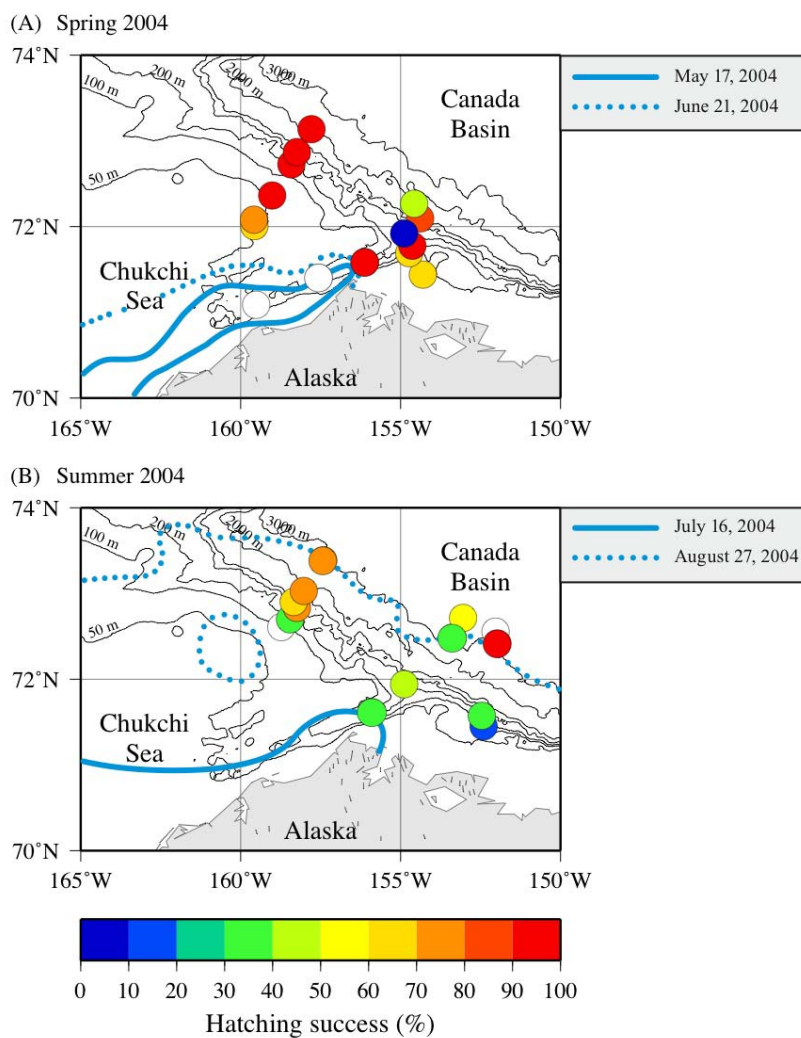 (A) Spring 2004
74˚N
72˚N
70˚N
165˚W
160˚W
155˚W
150˚W
100 m
200 m
2000 m
3000 m
50 m
Canada
Basin
Chukchi
Sea
Alaska
May 17, 2004
June 21, 2004
(B) Summer 2004
74˚N
72˚N
70˚N
165˚W
160˚W
155˚W
150˚W
100 m
200 m
2000 m
3000 m
50 m
Canada
Basin
Chukchi
Sea
Alaska
July 16, 2004
August 27, 2004
0 10 20 30 40 50 60 70 80 90 100
Hatching success (%)